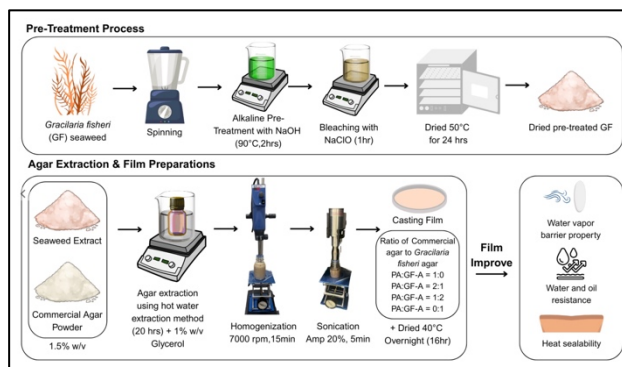 Pre-Treatment Process
Gracilaria fisheri
(GF) seaweed
Spinning
Alkaline Pre-
Treatment with NaOH
(90°C,2hrs)
Bleaching with
NaClO (1hr)
Dried 50°C
for 24 hrs
Dried pre-treated GF
Agar Extraction & Film Preparations
Seaweed Extract
Commercial Agar
Powder
1.5% w/v
Agar extraction
using hot water
extraction method
(20 hrs) + 1% w/v
Glycerol
Homogenization
7000 rpm,15min
Sonication
Amp 20%, 5min
Casting Film
Ratio of Commercial
agar to Gracilaria
fisheri agar
PA:GF-A = 1:0
PA:GF-A = 2:1
PA:GF-A = 1:2
PA:GF-A = 0:1
+ Dried 40°C
Overnight (16hr)
Film
Improve
Water vapor
barrier property
Water and oil
resistance
Heat sealability